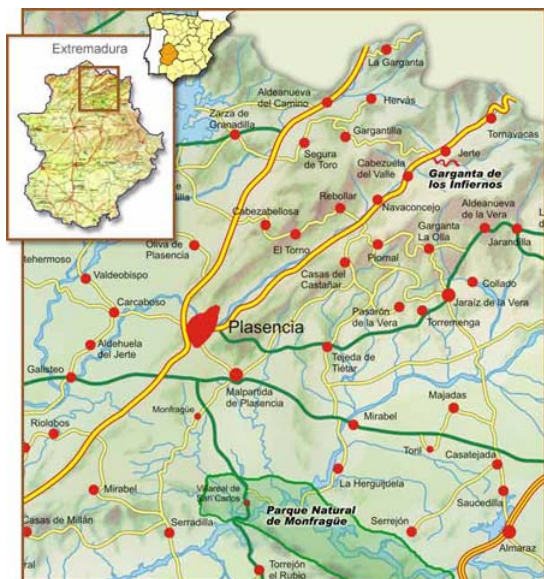 Extremadura
La Garganta
Aldeanueva
del Camino
Hervás
Zarza de
Granadilla
Gargantilla
Tornavacas
Segura
de Toro
Jerte
Cabezuela
del Valle
Garganta de
los Infiernos
Rebollar
Cabezabellosa
Navaconcejo
Aldeanueva
de la Vera
Garganta
La Olla
Jarandilla
El Torno
Oliva de
Plasencia
Piornal
Casas del
Castañar
Valdeobispo
Collado
Carcaboso
Jaraíz de la Vera
Pasarón
de la Vera
Torremenga
Plasencia
Aldehuela
del Jerte
Tejeda de
Tiétar
Galisteo
Malpartida
de Plasencia
Majadas
Monfragüe
Mirabel
Riolobos
Toril
Casatejada
La Herguijuela
Mirabel
Villareal de
San Carlos
Saucedilla
Parque Natural
de Monfragüe
Casas de Millán
Serradilla
Serrejón
Almaraz
Torrejón
el Rubio